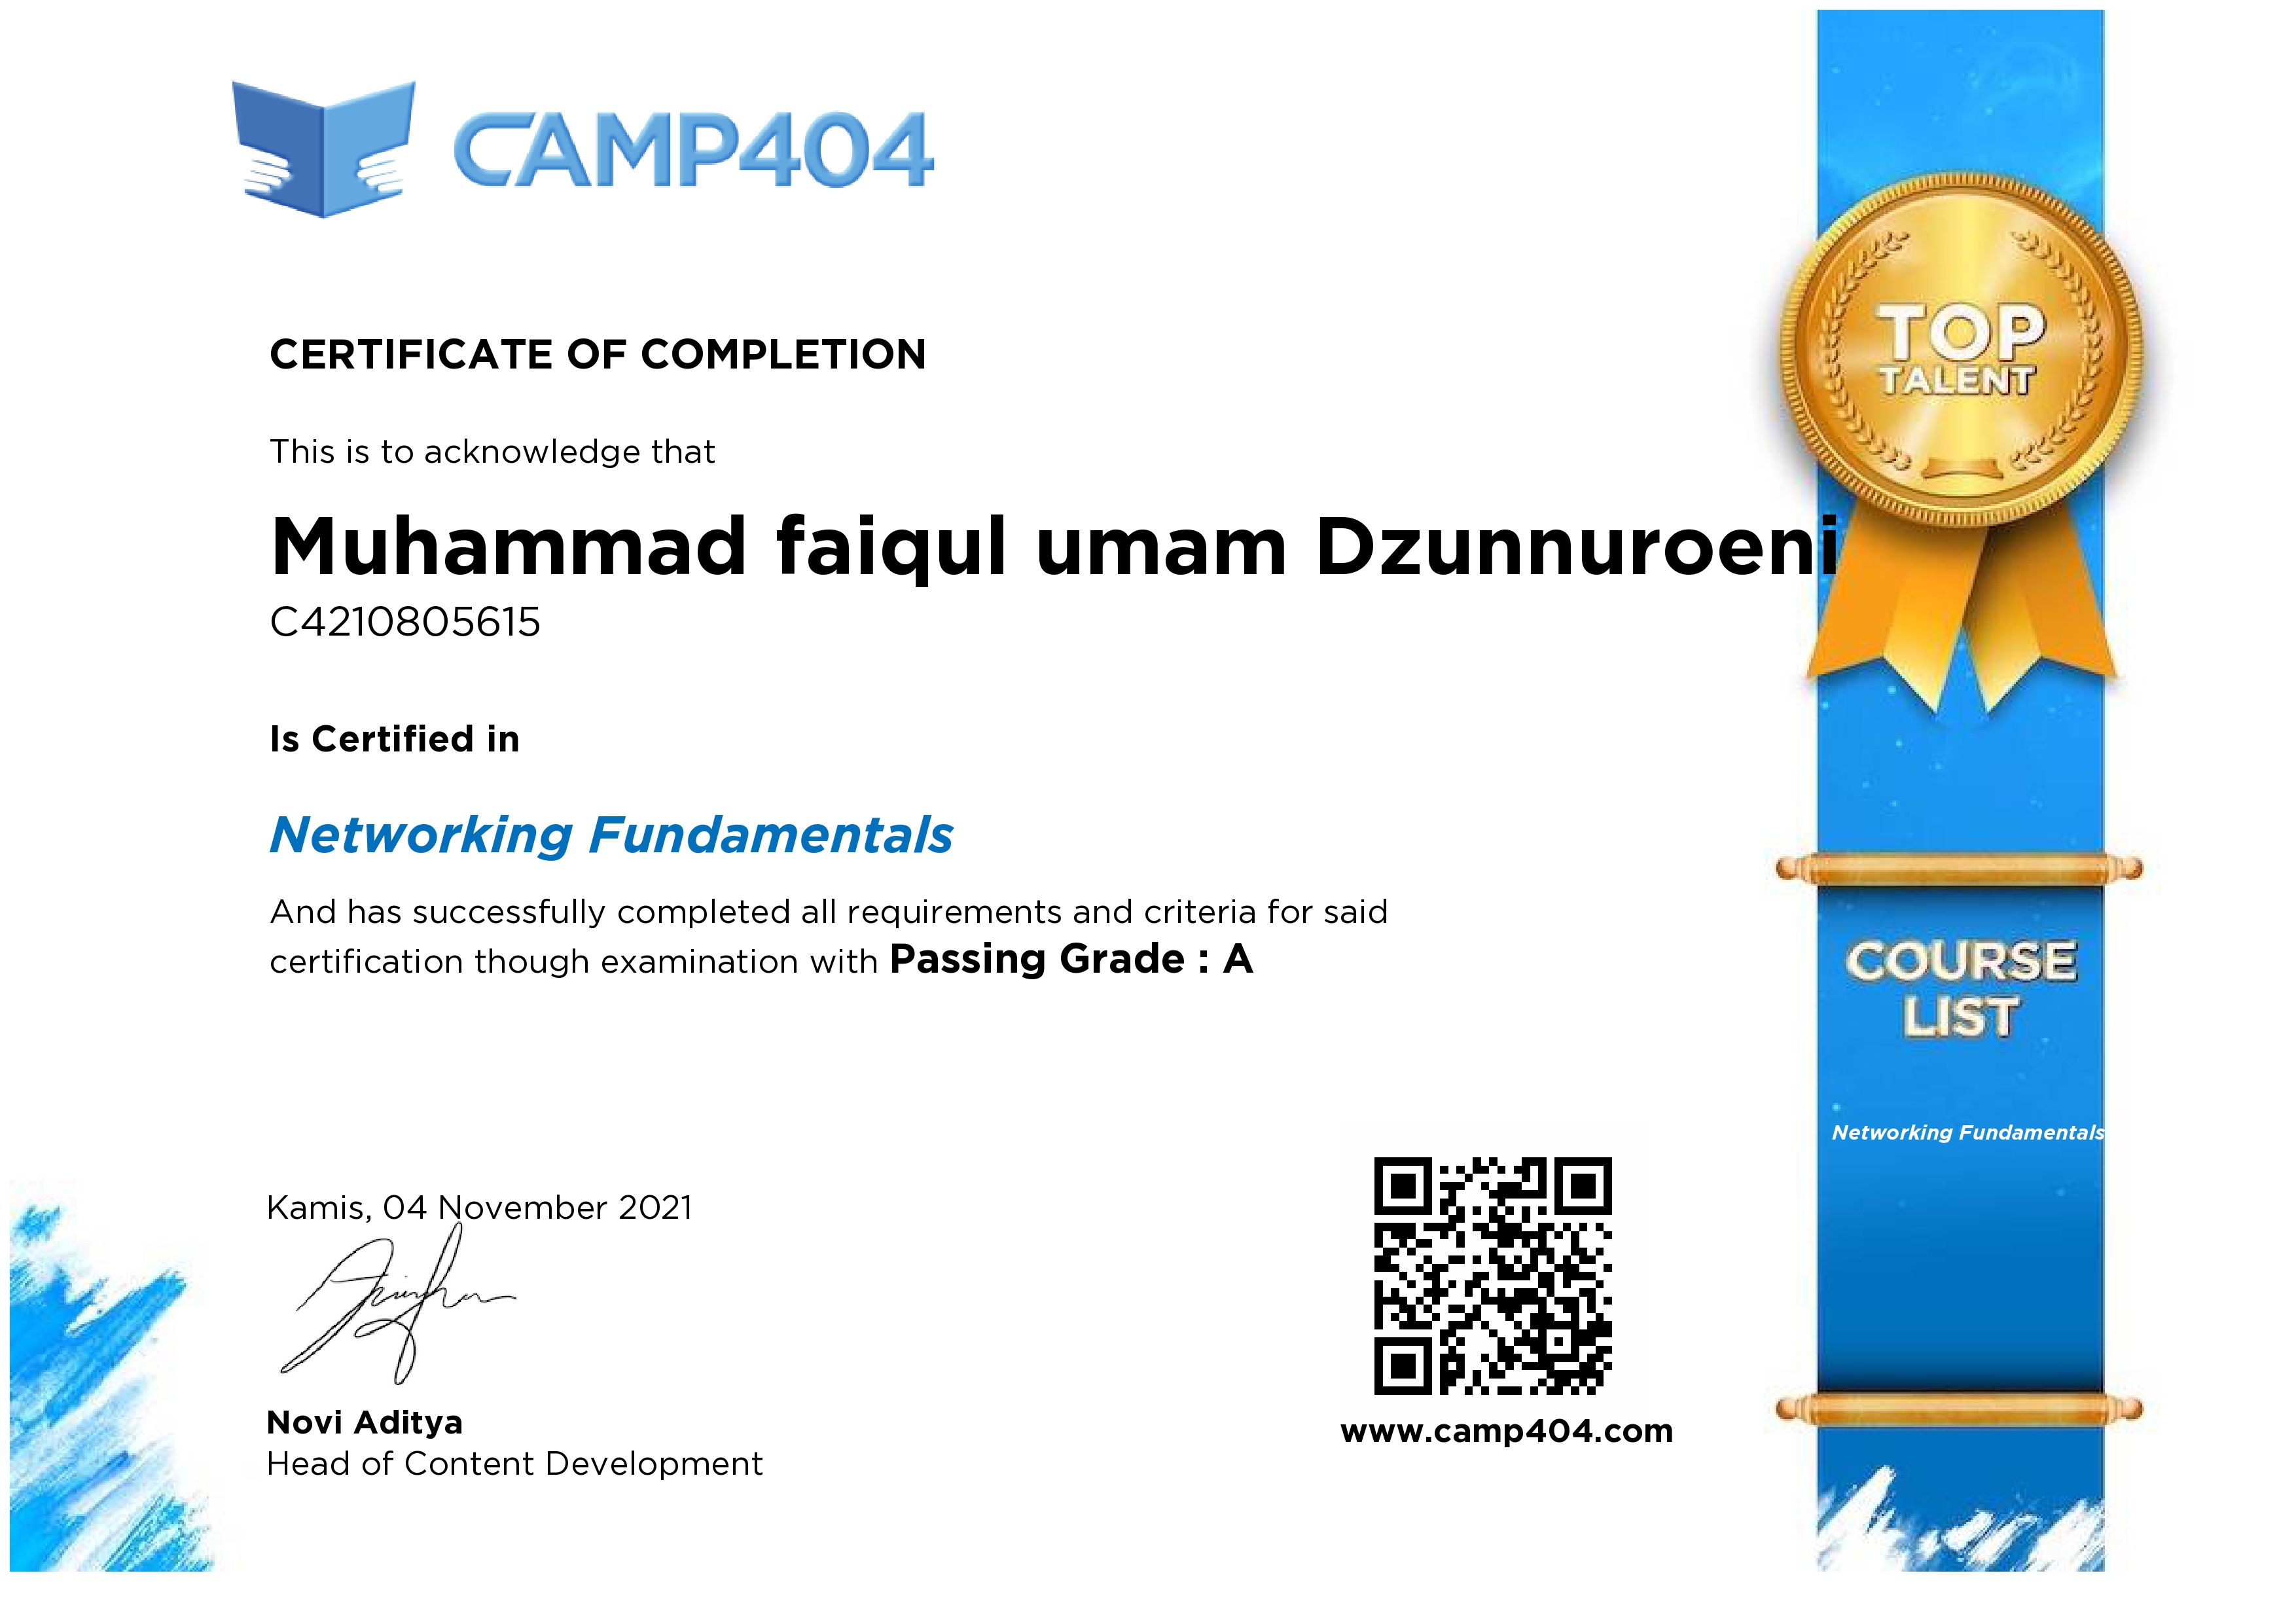 CAMP404
TOP
TALENT
CERTIFICATE OF COMPLETION
This is to acknowledge that
Muhammad faiqul umam Dzunnuroeni
C4210805615
Is Certified in
Networking Fundamentals
And has successfully completed all requirements and criteria for said
certification though examination with Passing Grade : A
COURSE
LIST
Networking Fundamentals
Kamis, 04 November 2021
Novi Aditya
Head of Content Development
www.camp404.com